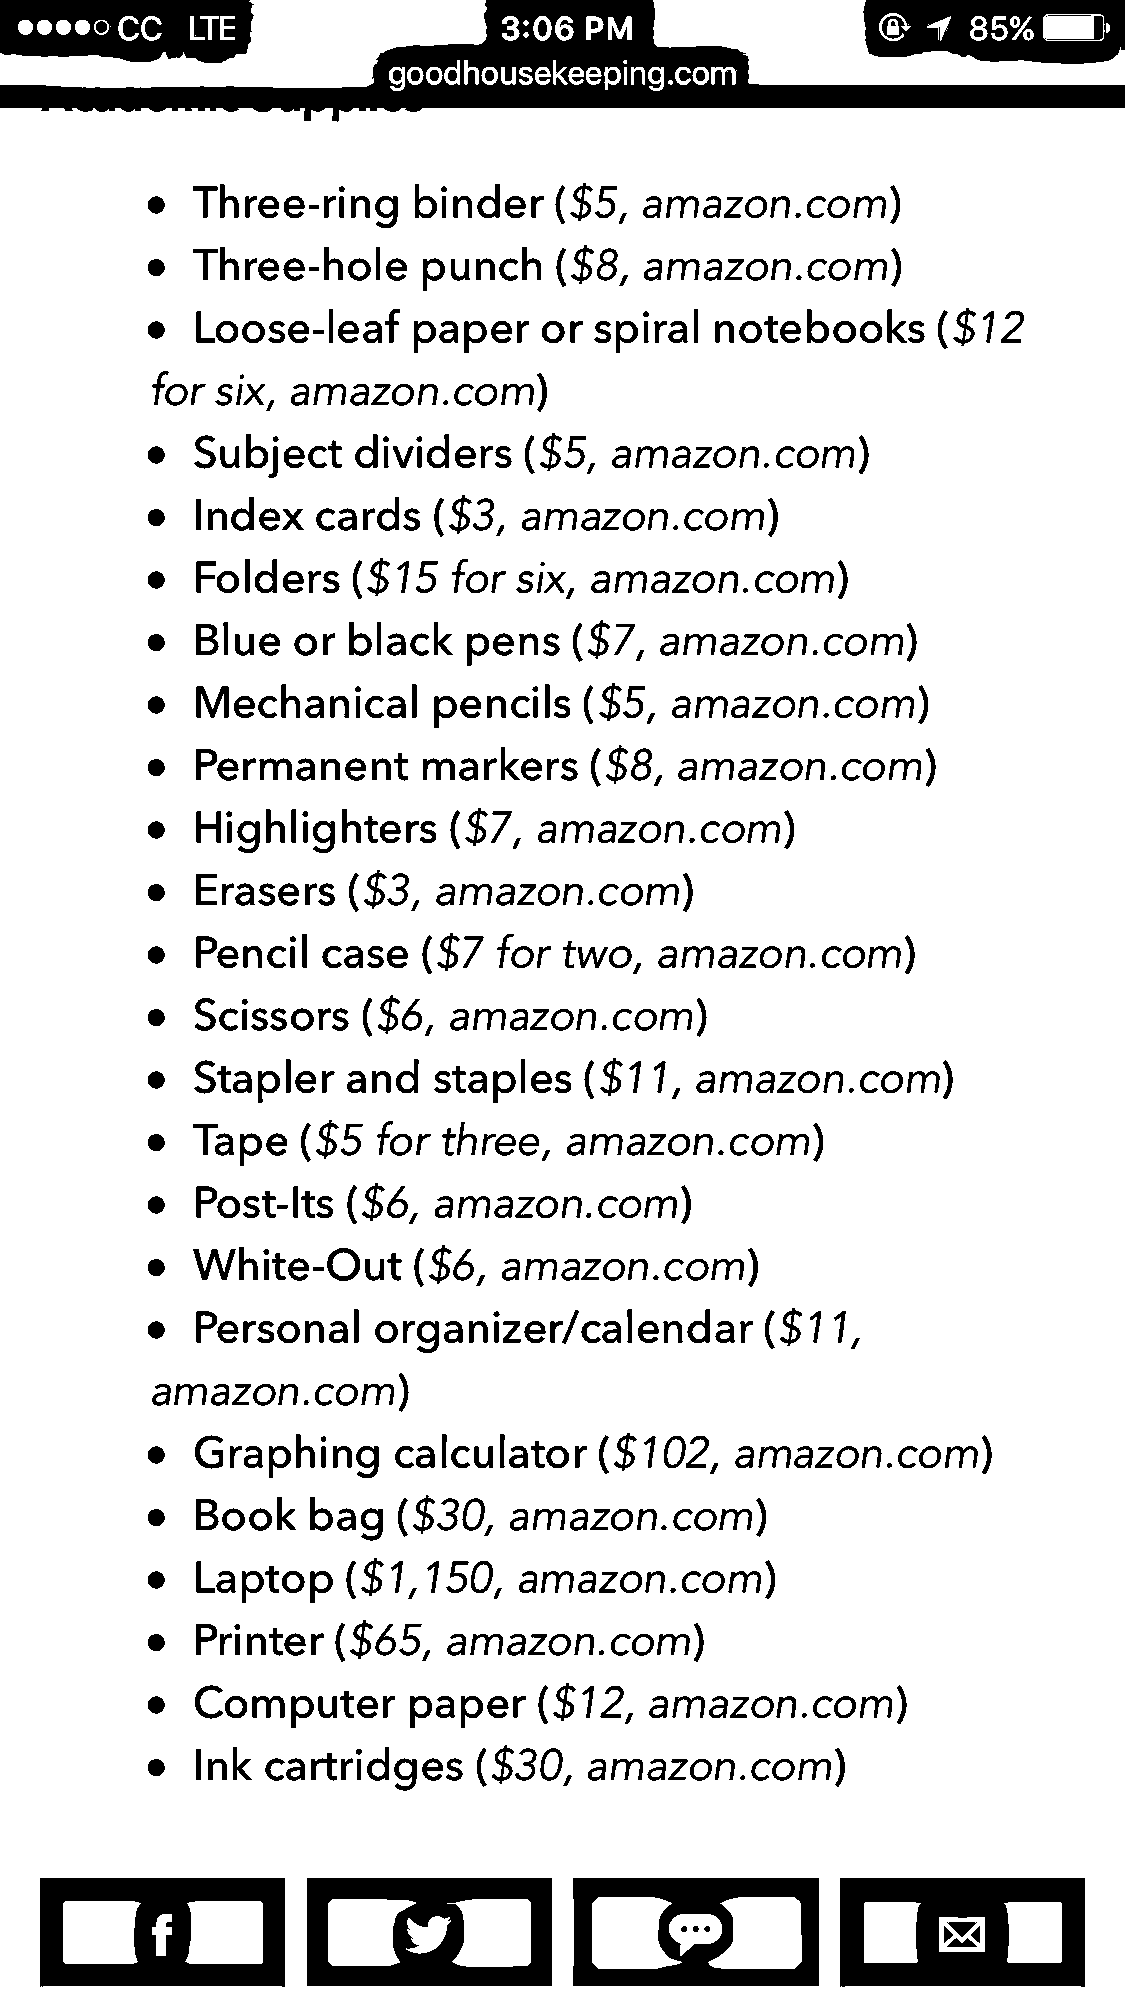 CC LTE 3:06 PM 85%
goodhousekeeping.com
Academic Supplies
• Three-ring binder ($5, amazon.com)
• Three-hole punch ($8, amazon.com)
• Loose-leaf paper or spiral notebooks ($12
for six, amazon.com)
• Subject dividers ($5, amazon.com)
• Index cards ($3, amazon.com)
• Folders ($15 for six, amazon.com)
• Blue or black pens ($7, amazon.com)
• Mechanical pencils ($5, amazon.com)
• Permanent markers ($8, amazon.com)
• Highlighters ($7, amazon.com)
• Erasers ($3, amazon.com)
• Pencil case ($7 for two, amazon.com)
• Scissors ($6, amazon.com)
• Stapler and staples ($11, amazon.com)
• Tape ($5 for three, amazon.com)
• Post-Its ($6, amazon.com)
• White-Out ($6, amazon.com)
• Personal organizer/calendar ($11,
amazon.com)
• Graphing calculator ($102, amazon.com)
• Book bag ($30, amazon.com)
• Laptop ($1,150, amazon.com)
• Printer ($65, amazon.com)
• Computer paper ($12, amazon.com)
• Ink cartridges ($30, amazon.com)